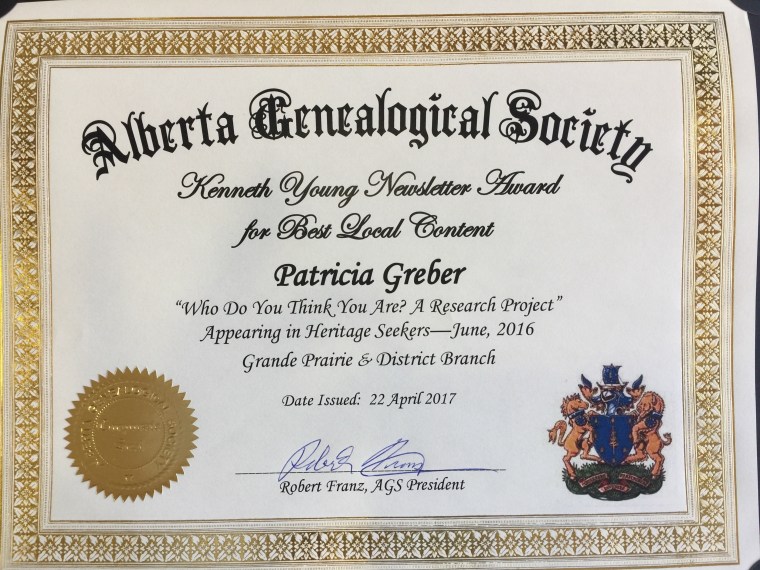 Alberta Genealogical Society
Kenneth Young Newsletter Award
for Best Local Content
Patricia Greber
“Who Do You Think You Are? A Research Project”
Appearing in Heritage Seekers—June, 2016
Grande Prairie & District Branch
Date Issued: 22 April 2017
Robert Franz, AGS President